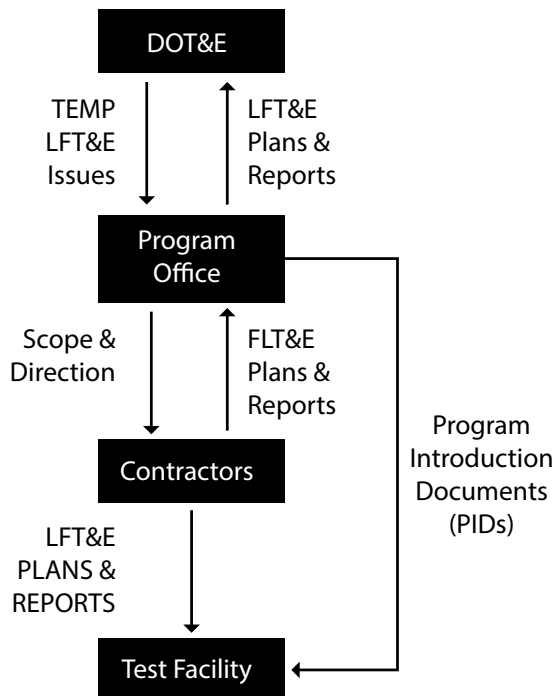 DOT&E
TEMP
LFT&E
Issues
LFT&E
Plans &
Reports
Program
Office
Scope &
Direction
FLT&E
Plans &
Reports
Program
Introduction
Documents
(PIDs)
Contractors
LFT&E
PLANS &
REPORTS
Test Facility